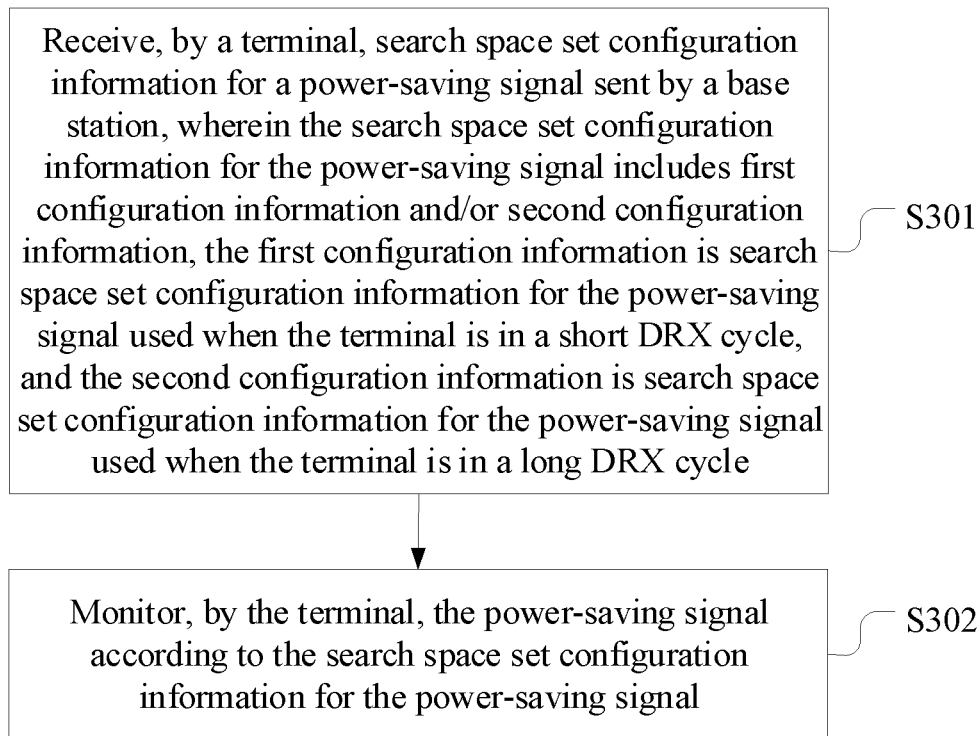 Receive, by a terminal, search space set configuration
information for a power-saving signal sent by a base
station, wherein the search space set configuration
information for the power-saving signal includes first
configuration information and/or second configuration
information, the first configuration information is search
space set configuration information for the power-saving
signal used when the terminal is in a short DRX cycle,
and the second configuration information is search space
set configuration information for the power-saving signal
used when the terminal is in a long DRX cycle
S301
Monitor, by the terminal, the power-saving signal
according to the search space set configuration
information for the power-saving signal
S302